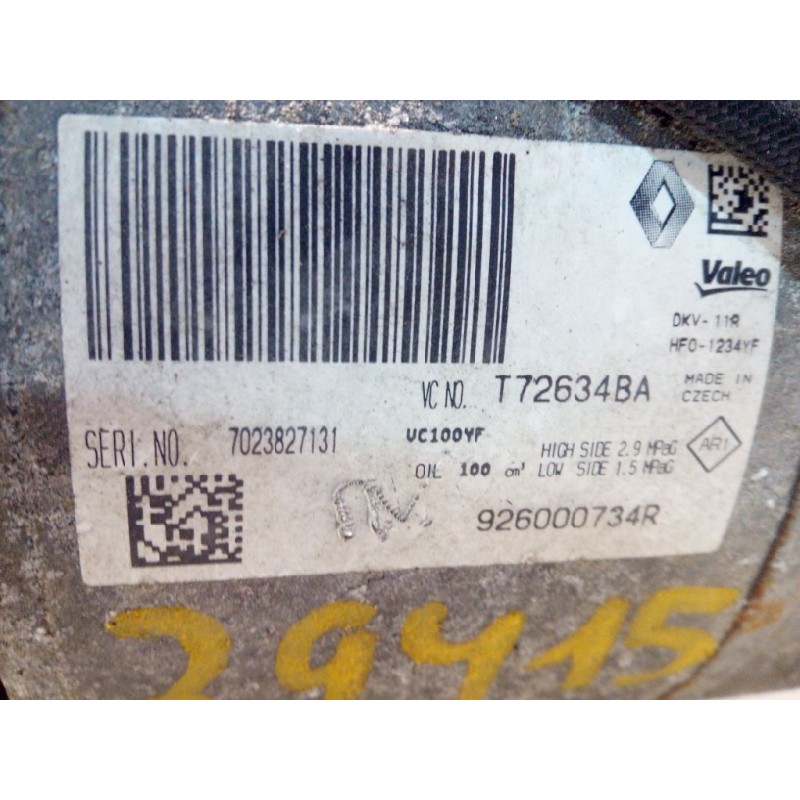 Valeo
DKV-11R
HFO-1234YF
VC NO. T72634BA
MADE IN
CZECH
SERI.NO. 7023827131
VC100YF
HIGH SIDE 2.9 MPaG
OIL 100 cm³ LOW SIDE 1.5 MPaG
AR1
926000734R
29415